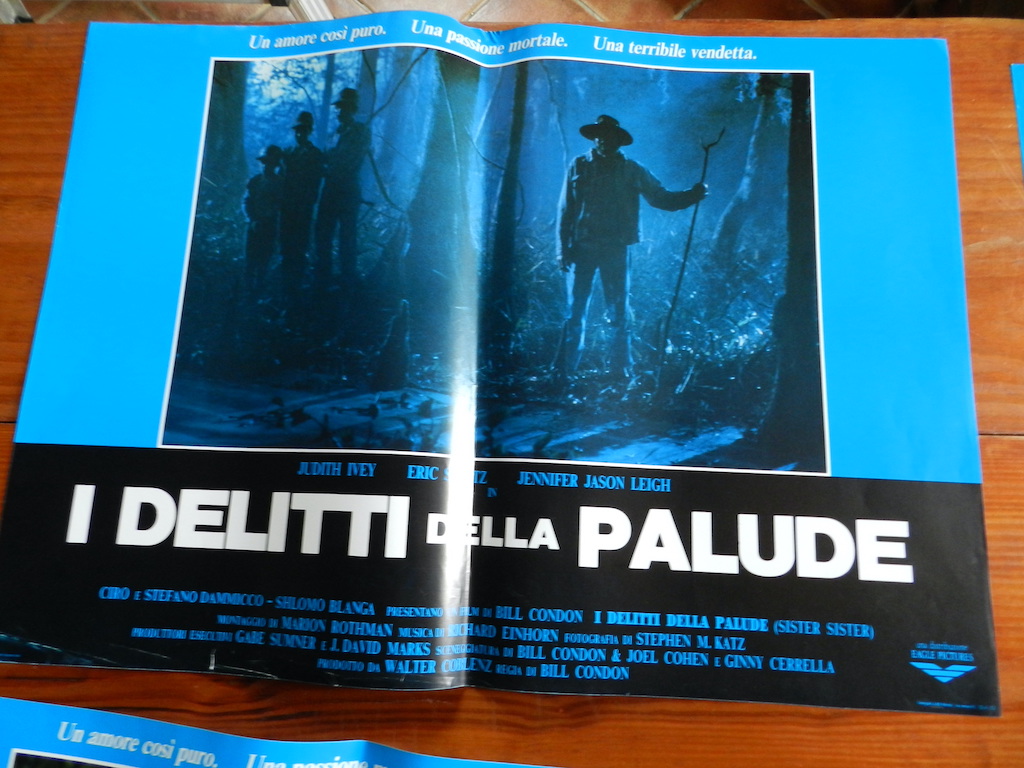 Un amore così puro. Una passione mortale. Una terribile vendetta.
JUDITH IVEY ERIC JENNIFER JASON LEIGH
IN
I DELITTI DELLA PALUDE
CIRO E STEFANO DAMMICCO - SHLOMO BLANGA PRESENTANO UN FILM DI BILL CONDON I DELITTI DELLA PALUDE (SISTER SISTER)
MONTAGGIO DI MARION ROTHMAN MUSICA DI RICHARD EINHORN FOTOGRAFIA DI STEPHEN M. KATZ
PRODUTTORI ESECUTIVI GABE SUMNER E J. DAVID MARKS SCENEGGIATURA DI BILL CONDON & JOEL COHEN E GINNY CERRELLA
PRODOTTO DA WALTER COBLENZ REGIA DI BILL CONDON
EAGLE PICTURES
Un amore così puro. Una passione